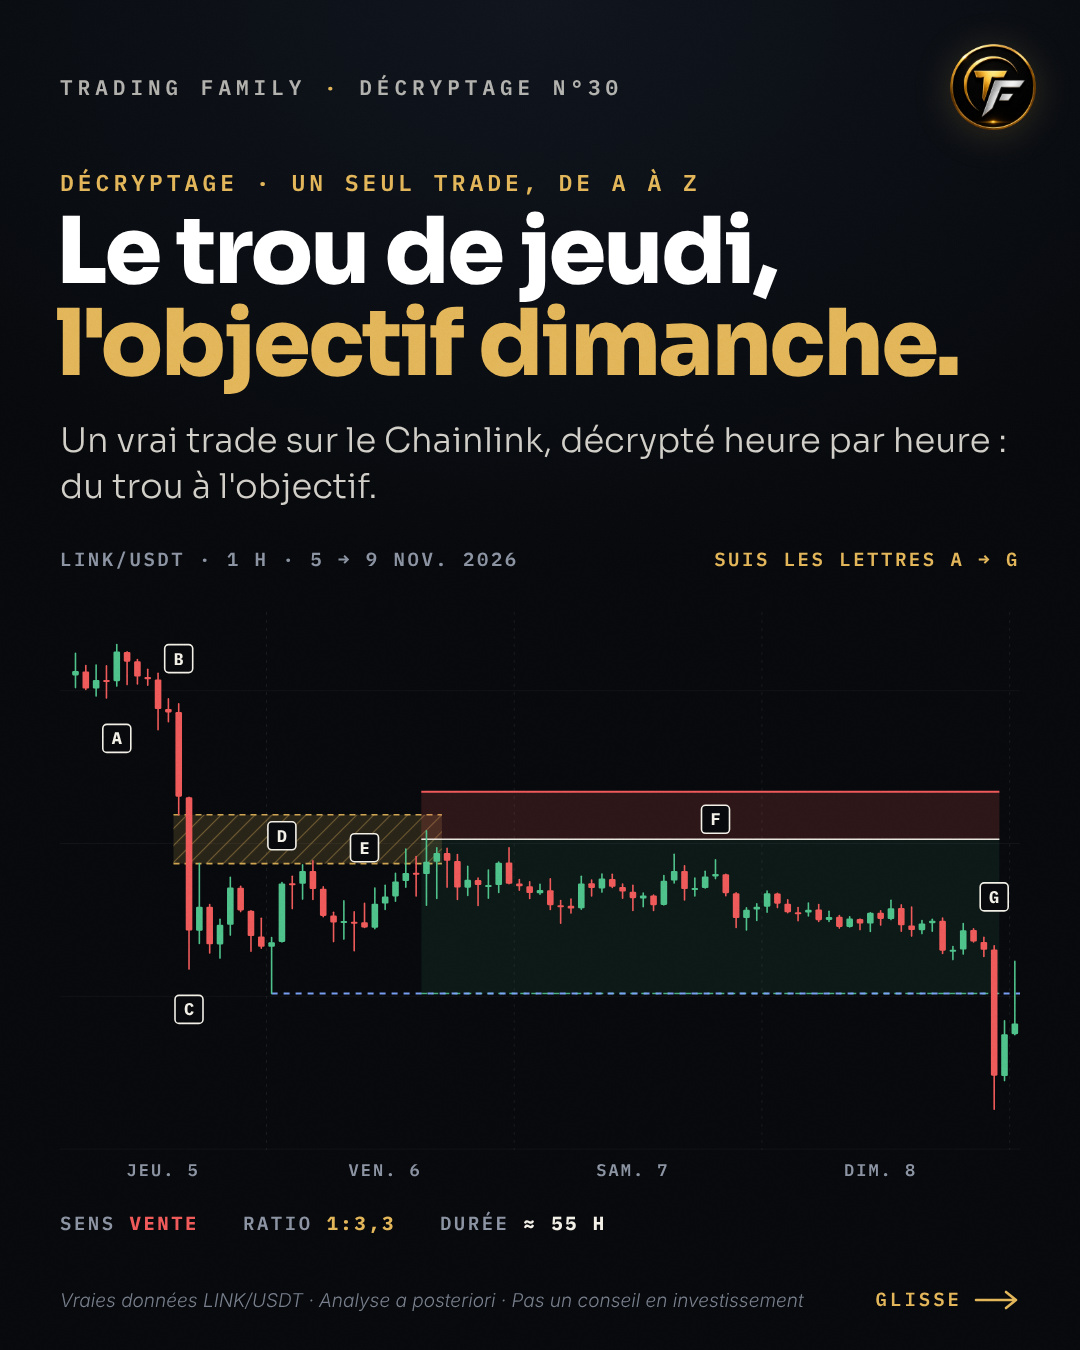 TRADING FAMILY · DÉCRYPTAGE N°30
TF
DÉCRYPTAGE · UN SEUL TRADE, DE A À Z
Le trou de jeudi,
l'objectif dimanche.
Un vrai trade sur le Chainlink, décrypté heure par heure :
du trou à l'objectif.
LINK/USDT · 1 H · 5 → 9 NOV. 2026
SUIS LES LETTRES A → G
B
A
F
D
E
G
C
JEU. 5
VEN. 6
SAM. 7
DIM. 8
SENS VENTE
RATIO 1:3,3
DURÉE ≈ 55 H
Vraies données LINK/USDT · Analyse a posteriori · Pas un conseil en investissement
GLISSE →